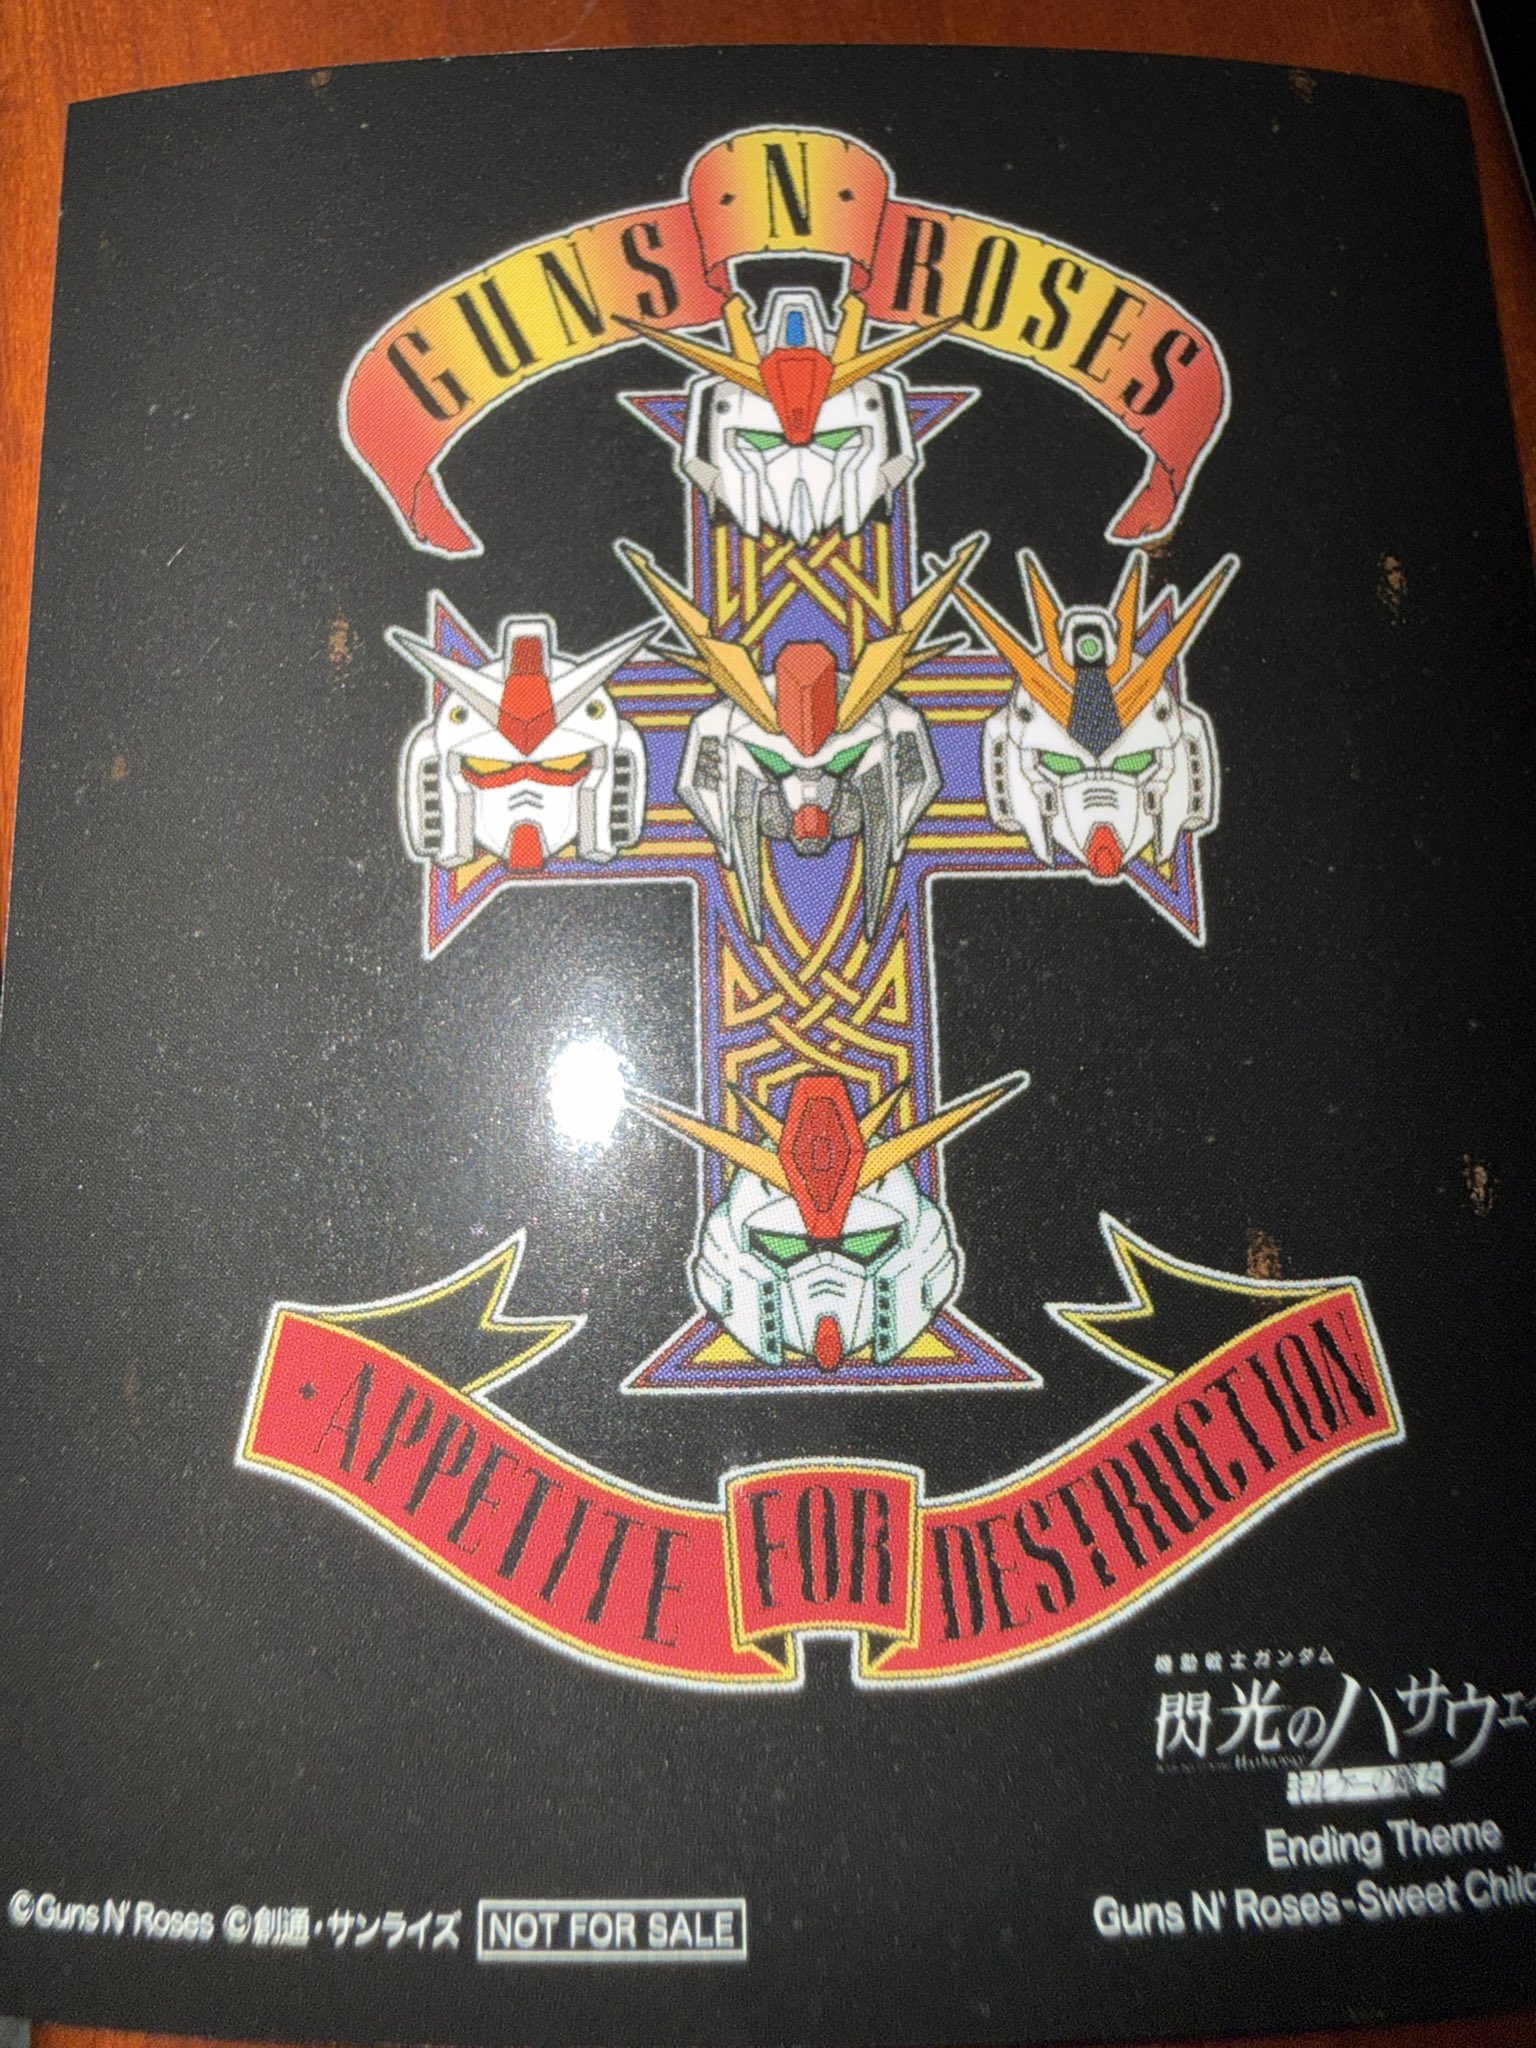 GUNS N ROSES
APPETITE FOR DESTRUCTION
機動戦士ガンダム
閃光のハサウェ
Hathaway
Ending Theme
Guns N' Roses-Sweet Chil
©Guns N' Roses ©創通・サンライズ NOT FOR SALE